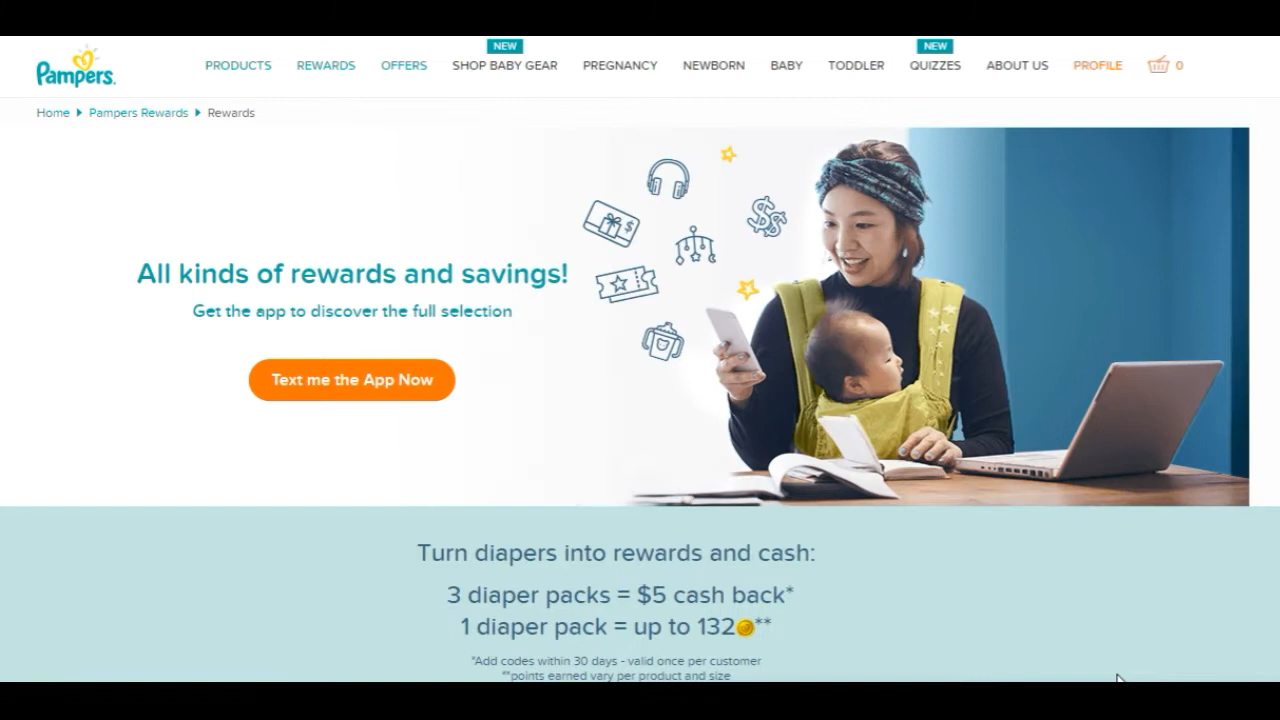 NEW
NEW
Pampers
PRODUCTS REWARDS OFFERS SHOP BABY GEAR PREGNANCY NEWBORN BABY TODDLER QUIZZES ABOUT US PROFILE 0
Home Pampers Rewards Rewards
All kinds of rewards and savings!
Get the app to discover the full selection
Text me the App Now
Turn diapers into rewards and cash:
3 diaper packs = $5 cash back*
1 diaper pack = up to 132**
*Add codes within 30 days - valid once per customer
**points earned vary per product and size